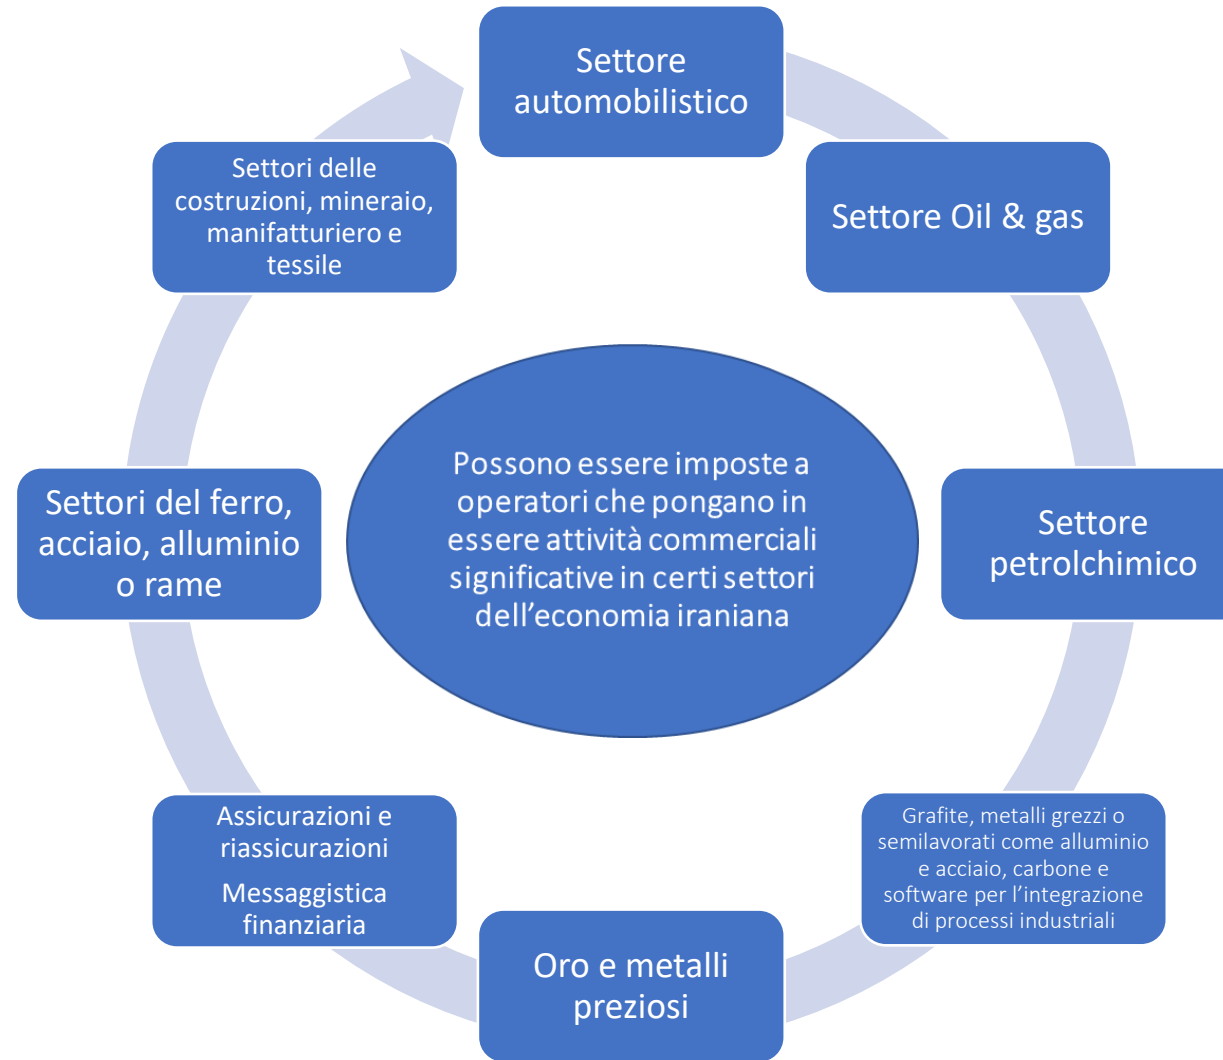 Settore
automobilistico
Settore Oil & gas
Settore
petrolchimico
Grafite, metalli grezzi o
semilavorati come alluminio
e acciaio, carbone e
software per l’integrazione
di processi industriali
Oro e metalli
preziosi
Assicurazioni e
riassicurazioni
Messaggistica
finanziaria
Settori del ferro,
acciaio, alluminio
o rame
Settori delle
costruzioni, mineraio,
manifatturiero e
tessile
Possono essere imposte a
operatori che pongano in
essere attività commerciali
significative in certi settori
dell’economia iraniana